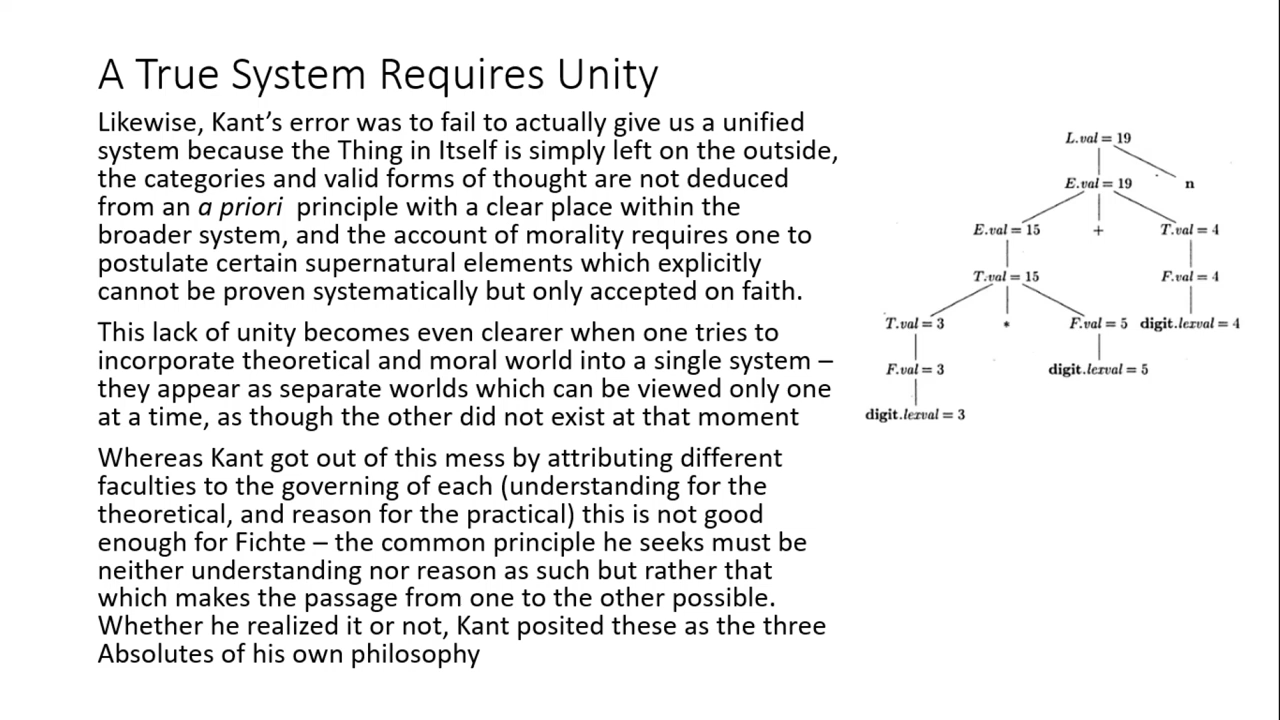 A True System Requires Unity
Likewise, Kant's error was to fail to actually give us a unified
system because the Thing in Itself is simply left on the outside,
the categories and valid forms of thought are not deduced
from an a priori principle with a clear place within the
broader system, and the account of morality requires one to
postulate certain supernatural elements which explicitly
cannot be proven systematically but only accepted on faith.
This lack of unity becomes even clearer when one tries to
incorporate theoretical and moral world into a single system –
they appear as separate worlds which can be viewed only one
at a time, as though the other did not exist at that moment
Whereas Kant got out of this mess by attributing different
faculties to the governing of each (understanding for the
theoretical, and reason for the practical) this is not good
enough for Fichte – the common principle he seeks must be
neither understanding nor reason as such but rather that
which makes the passage from one to the other possible.
Whether he realized it or not, Kant posited these as the three
Absolutes of his own philosophy
L.val = 19
E.val = 19 n
E.val = 15 + T.val = 4
T.val = 15 F.val = 4
T.val = 3 * F.val = 5 digit.lexval = 4
F.val = 3 digit.lexval = 5
digit.lexval = 3